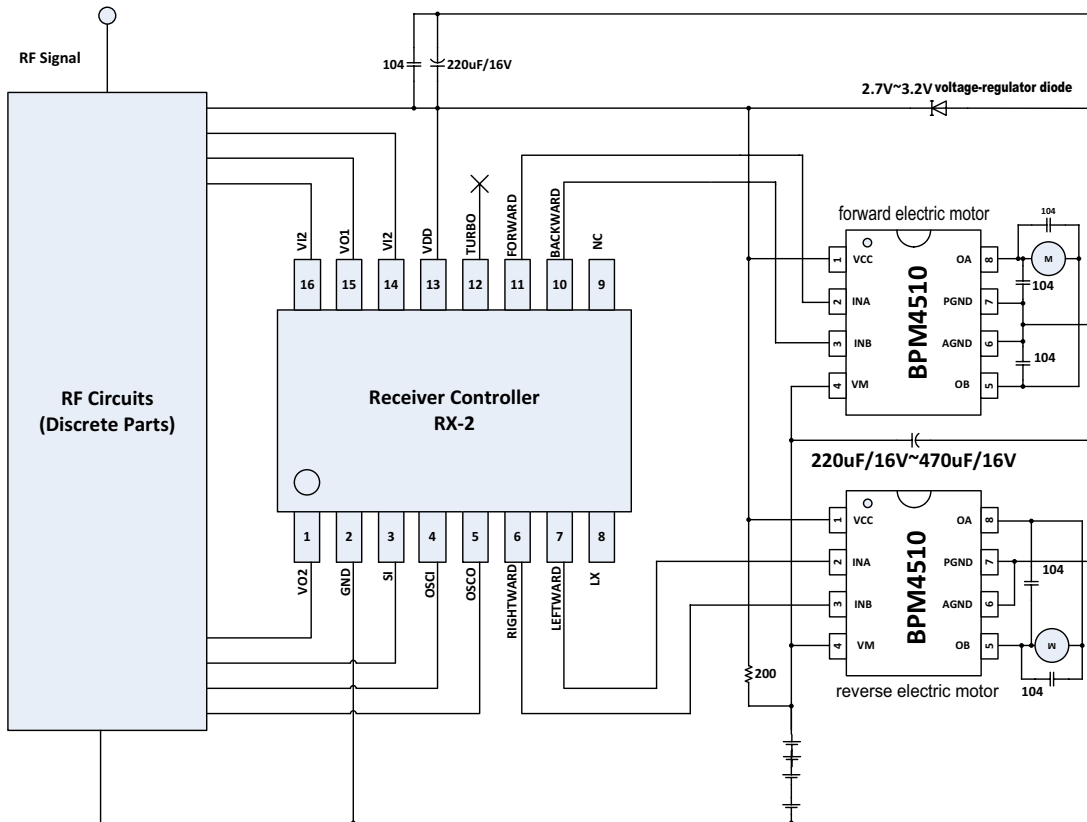 RF Signal
104
220uF/16V
2.7V~3.2V voltage-regulator diode
RF Circuits
(Discrete Parts)
VI2
VO1
VI2
VDD
TURBO
FORWARD
BACKWARD
NC
16
15
14
13
12
11
10
9
Receiver Controller
RX-2
1
2
3
4
5
6
7
8
VO2
GND
SI
OSCI
OSCO
RIGHTWARD
LEFTWARD
LX
forward electric motor
BPM4510
1
VCC
2
INA
3
INB
4
VM
OA
8
PGND
7
AGND
6
OB
5
104
M
104
104
220uF/16V~470uF/16V
BPM4510
1
VCC
2
INA
3
INB
4
VM
OA
8
PGND
7
AGND
6
OB
5
104
M
104
reverse electric motor
200